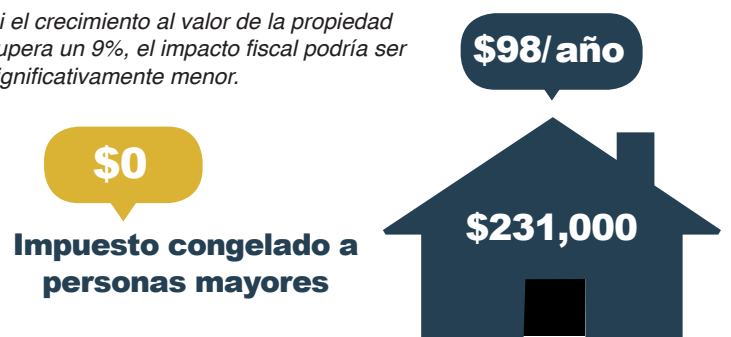 i el crecimiento al valor de la propiedad
upera un 9%, el impacto fiscal podría ser
ignificativamente menor.
$98/año
$0
Impuesto congelado a
personas mayores
$231,000